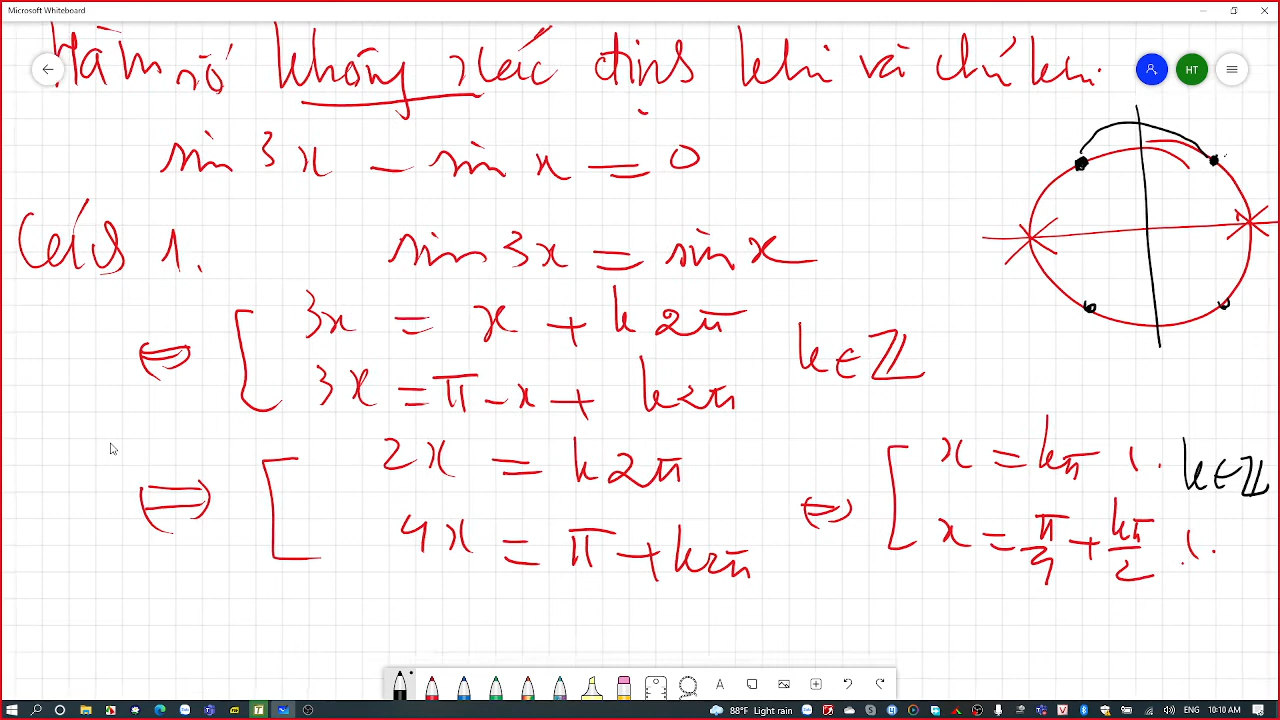 Microsoft Whiteboard
Hàm số không xác định khi và chỉ khi.
HT
sin 3x - sin x = 0
Cách 1. sin 3x = sin x
⇔ [ 3x = x + k2π
3x = π - x + k2π k ∈ ℤ
⇔ [ 2x = k2π
4x = π + k2π
⇔ [ x = kπ k ∈ ℤ
x = π/4 + kπ/2
88°F Light rain ENG 10:10 AM